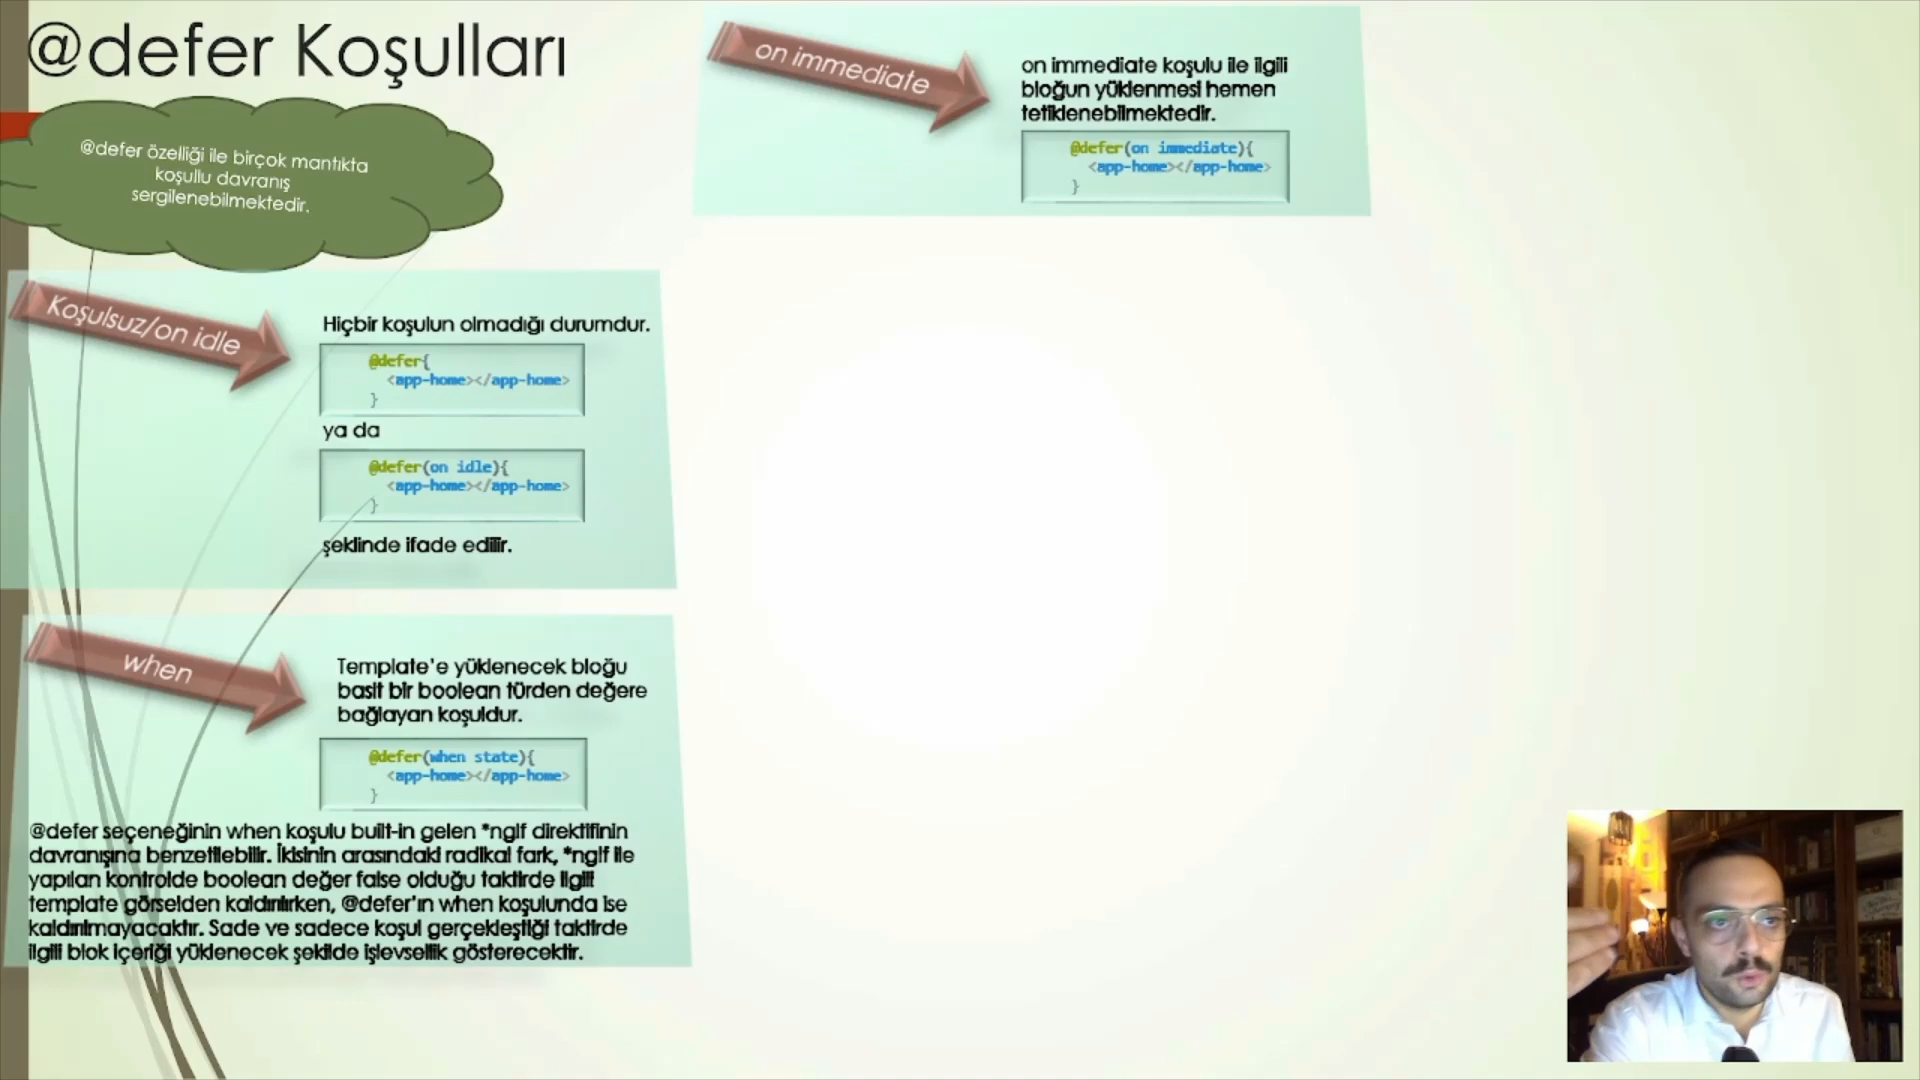 @defer Koşulları
@defer özelliği ile birçok mantıkta
koşullu davranış
sergilenebilmektedir.
Koşulsuz/on idle
Hiçbir koşulun olmadığı durumdur.
@defer{
<app-home></app-home>
}
ya da
@defer(on idle){
<app-home></app-home>
}
şeklinde ifade edilir.
when
Template'e yüklenecek bloğu
basit bir boolean türden değere
bağlayan koşuldur.
@defer(when state){
<app-home></app-home>
}
@defer seçeneğinin when koşulu built-in gelen *ngIf direktifinin
davranışına benzetilebilir. İkisinin arasındaki radikal fark, *ngIf ile
yapılan kontrolde boolean değer false olduğu taktirde ilgili
template görselden kaldırılırken, @defer'ın when koşulunda ise
kaldırılmayacaktır. Sade ve sadece koşul gerçekleştiği taktirde
ilgili blok içeriği yüklenecek şekilde işlevsellik gösterecektir.
on immediate
on immediate koşulu ile ilgili
bloğun yüklenmesi hemen
tetiklenebilmektedir.
@defer(on immediate){
<app-home></app-home>
}